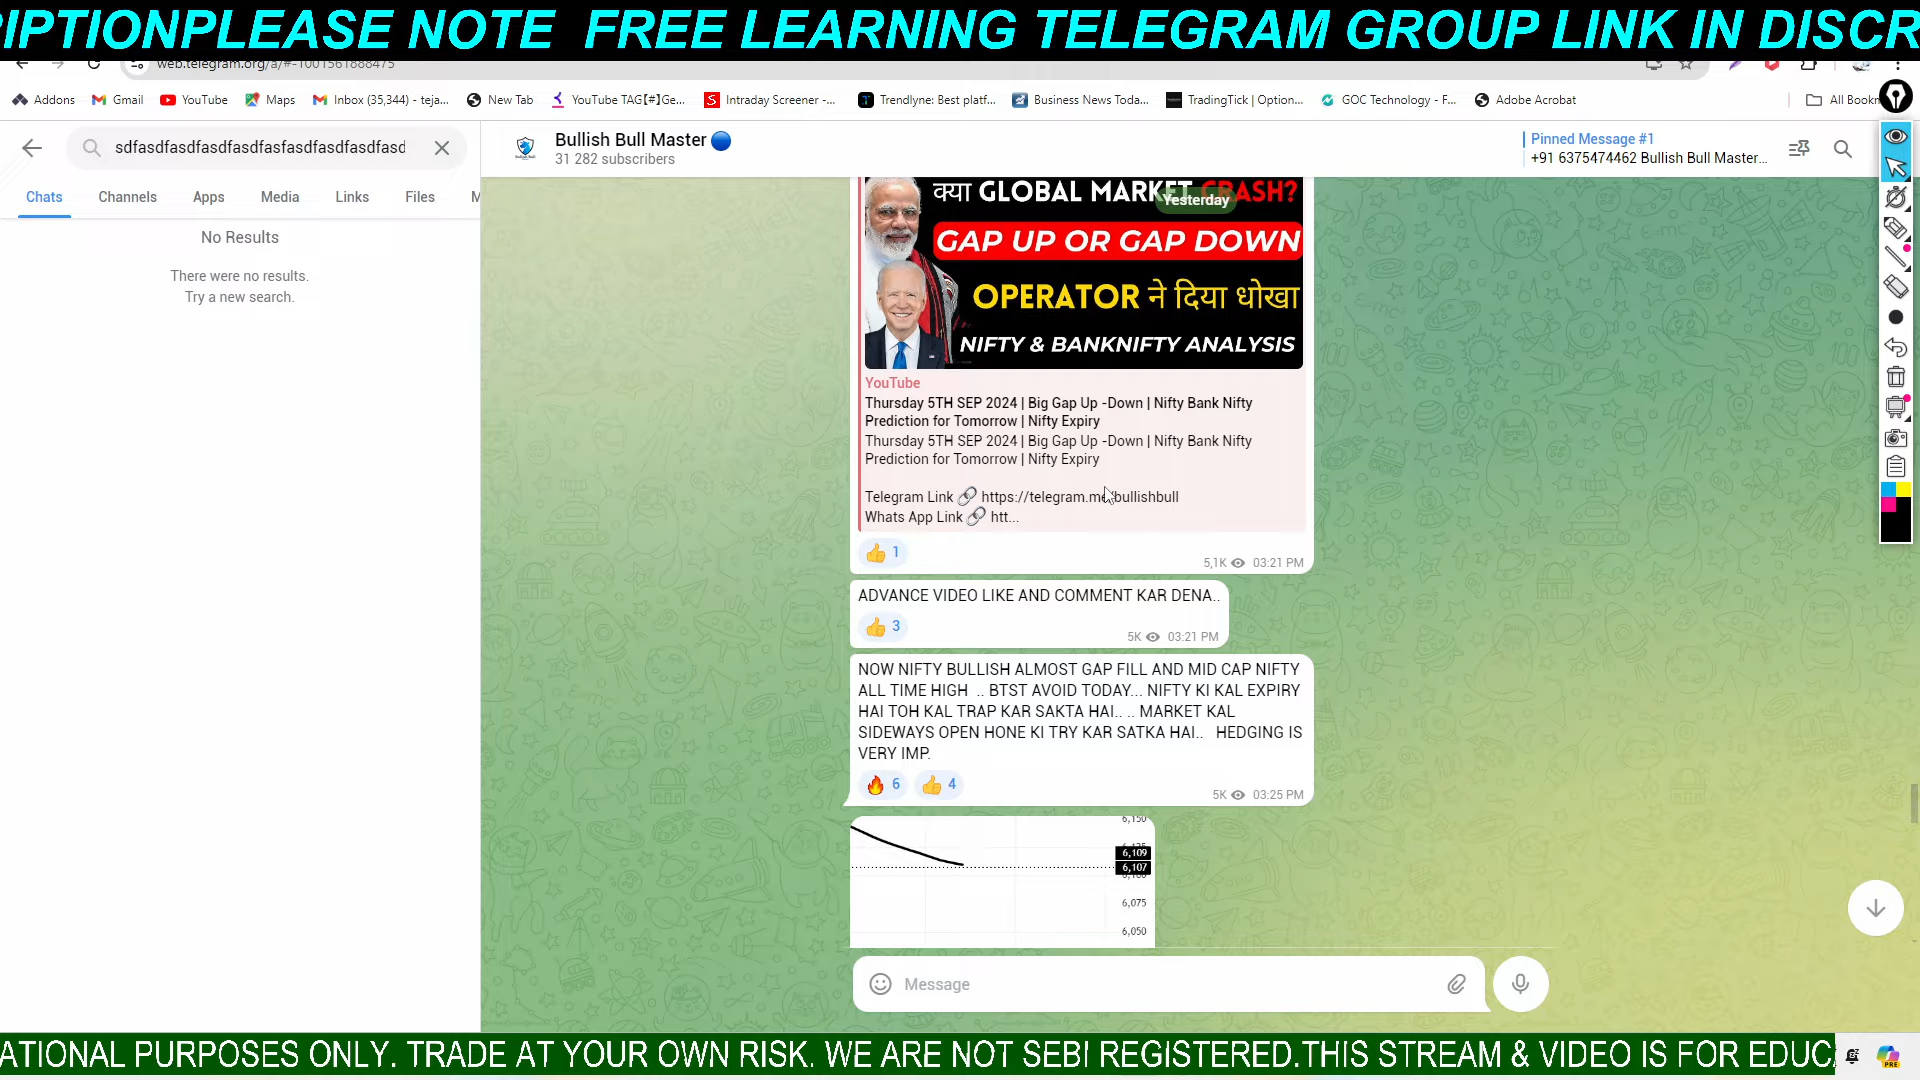 RIPTIONPLEASE NOTE  FREE LEARNING TELEGRAM GROUP LINK IN DISCR
web.telegram.org/a/#-1001561888475
Addons
Gmail
YouTube
Maps
Inbox (35,344) - teja...
New Tab
YouTube TAG【#】Ge...
Intraday Screener -...
Trendlyne: Best platf...
Business News Toda...
TradingTick | Option...
GOC Technology - F...
Adobe Acrobat
sdfasdfasdfasdfasdfasfasdfasdfasdfasd
Chats
Channels
Apps
Media
Links
Files
M
No Results
There were no results.
Try a new search.
Bullish Bull Master
31 282 subscribers
Pinned Message #1
+91 6375474462 Bullish Bull Master...
Yesterday
क्या GLOBAL MARKET CRASH?
GAP UP OR GAP DOWN
OPERATOR ने दिया धोखा
NIFTY & BANKNIFTY ANALYSIS
YouTube
Thursday 5TH SEP 2024 | Big Gap Up -Down | Nifty Bank Nifty
Prediction for Tomorrow | Nifty Expiry
Thursday 5TH SEP 2024 | Big Gap Up -Down | Nifty Bank Nifty
Prediction for Tomorrow | Nifty Expiry
Telegram Link 🔗 https://telegram.me/bullishbull
Whats App Link 🔗 htt...
👍 1
5,1K 03:21 PM
ADVANCE VIDEO LIKE AND COMMENT KAR DENA..
👍 3
5K 03:21 PM
NOW NIFTY BULLISH ALMOST GAP FILL AND MID CAP NIFTY
ALL TIME HIGH  .. BTST AVOID TODAY... NIFTY KI KAL EXPIRY
HAI TOH KAL TRAP KAR SAKTA HAI.. .. MARKET KAL
SIDEWAYS OPEN HONE KI TRY KAR SATKA HAI..   HEDGING IS
VERY IMP.
🔥 6 👍 4
5K 03:25 PM
6,150
6,109
6,107
6,075
6,050
Message
ATIONAL PURPOSES ONLY. TRADE AT YOUR OWN RISK. WE ARE NOT SEBI REGISTERED.THIS STREAM & VIDEO IS FOR EDUC
PRE